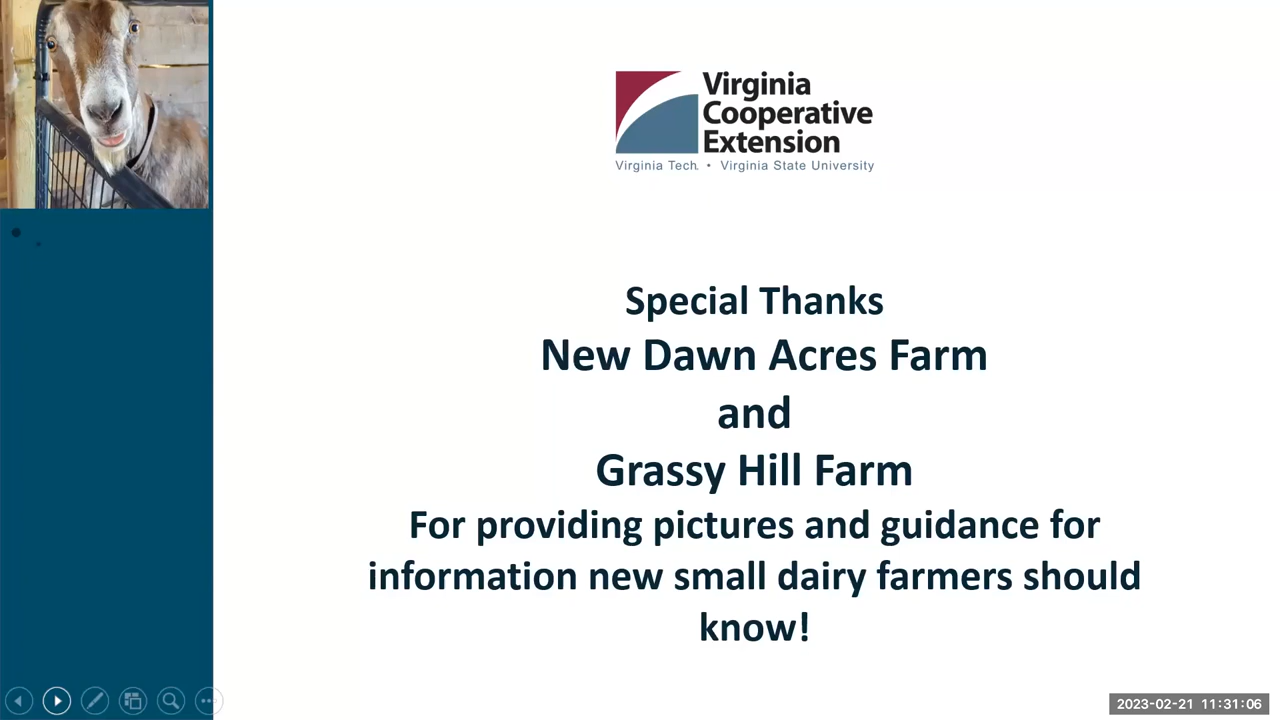 Virginia
Cooperative
Extension
Virginia Tech. • Virginia State University
Special Thanks
New Dawn Acres Farm
and
Grassy Hill Farm
For providing pictures and guidance for
information new small dairy farmers should
know!
2023-02-21 11:31:06